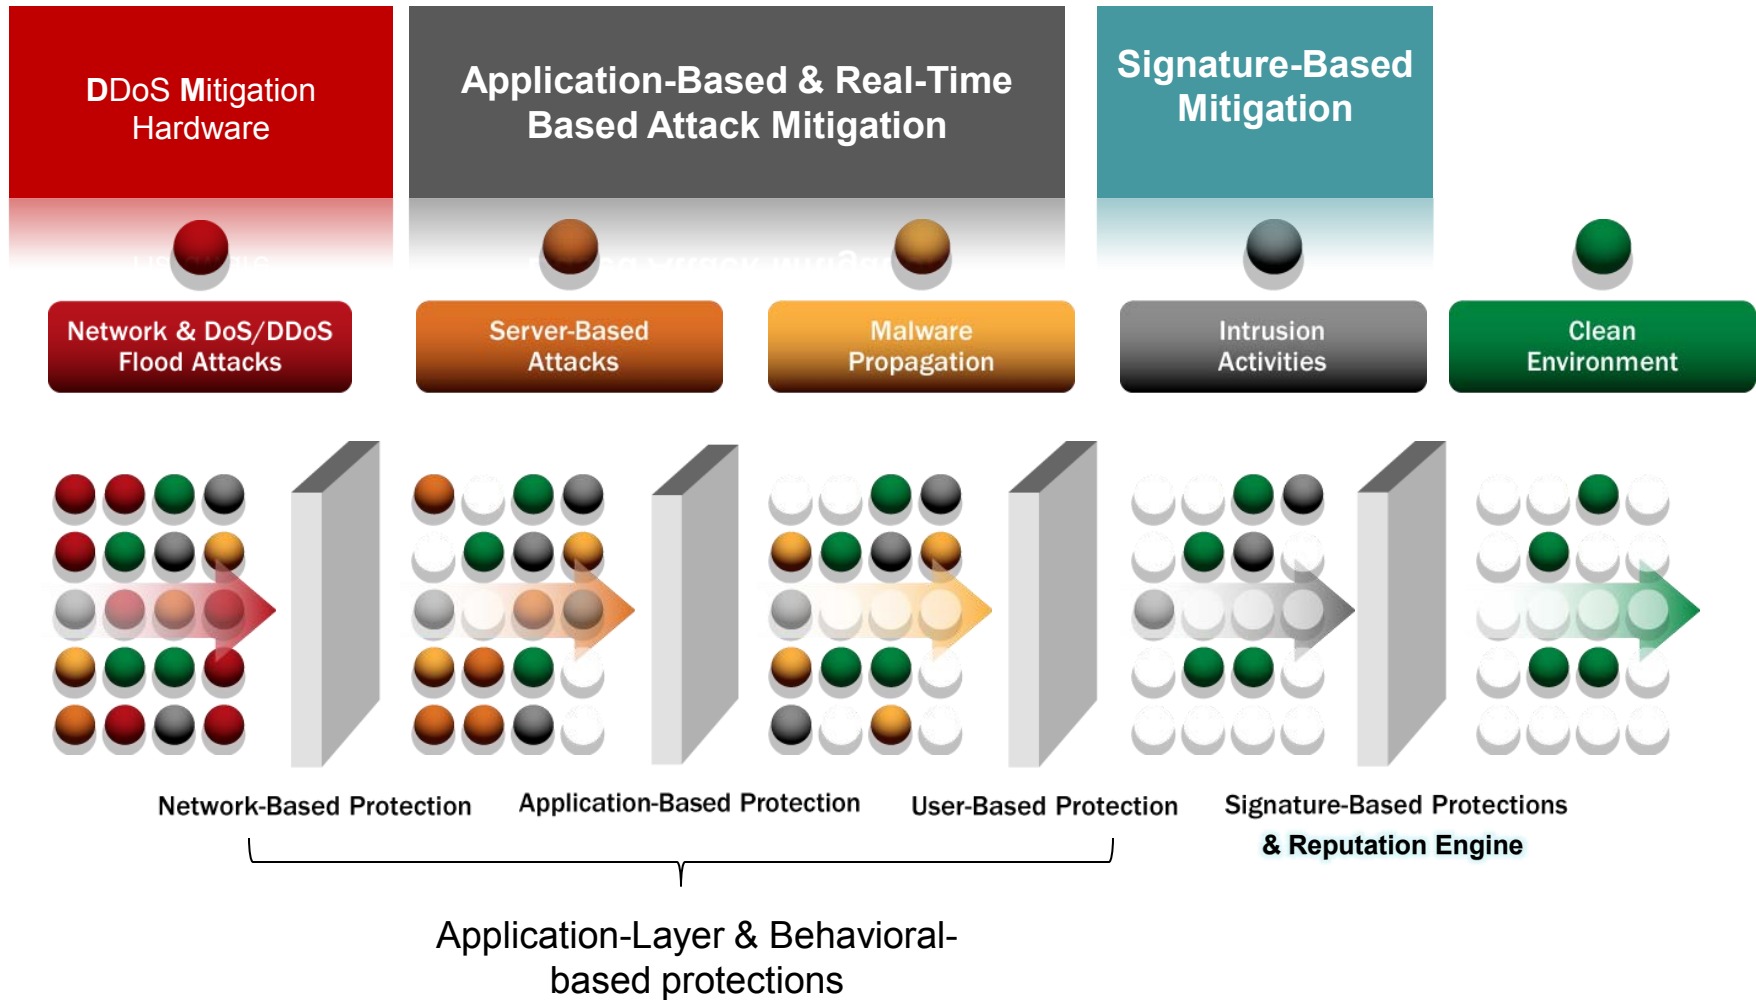 DDoS Mitigation
Hardware
Application-Based & Real-Time
Based Attack Mitigation
Signature-Based
Mitigation
Network & DoS/DDoS
Flood Attacks
Server-Based
Attacks
Malware
Propagation
Intrusion
Activities
Clean
Environment
Network-Based Protection
Application-Based Protection
User-Based Protection
Signature-Based Protections
& Reputation Engine
Application-Layer & Behavioral-
based protections